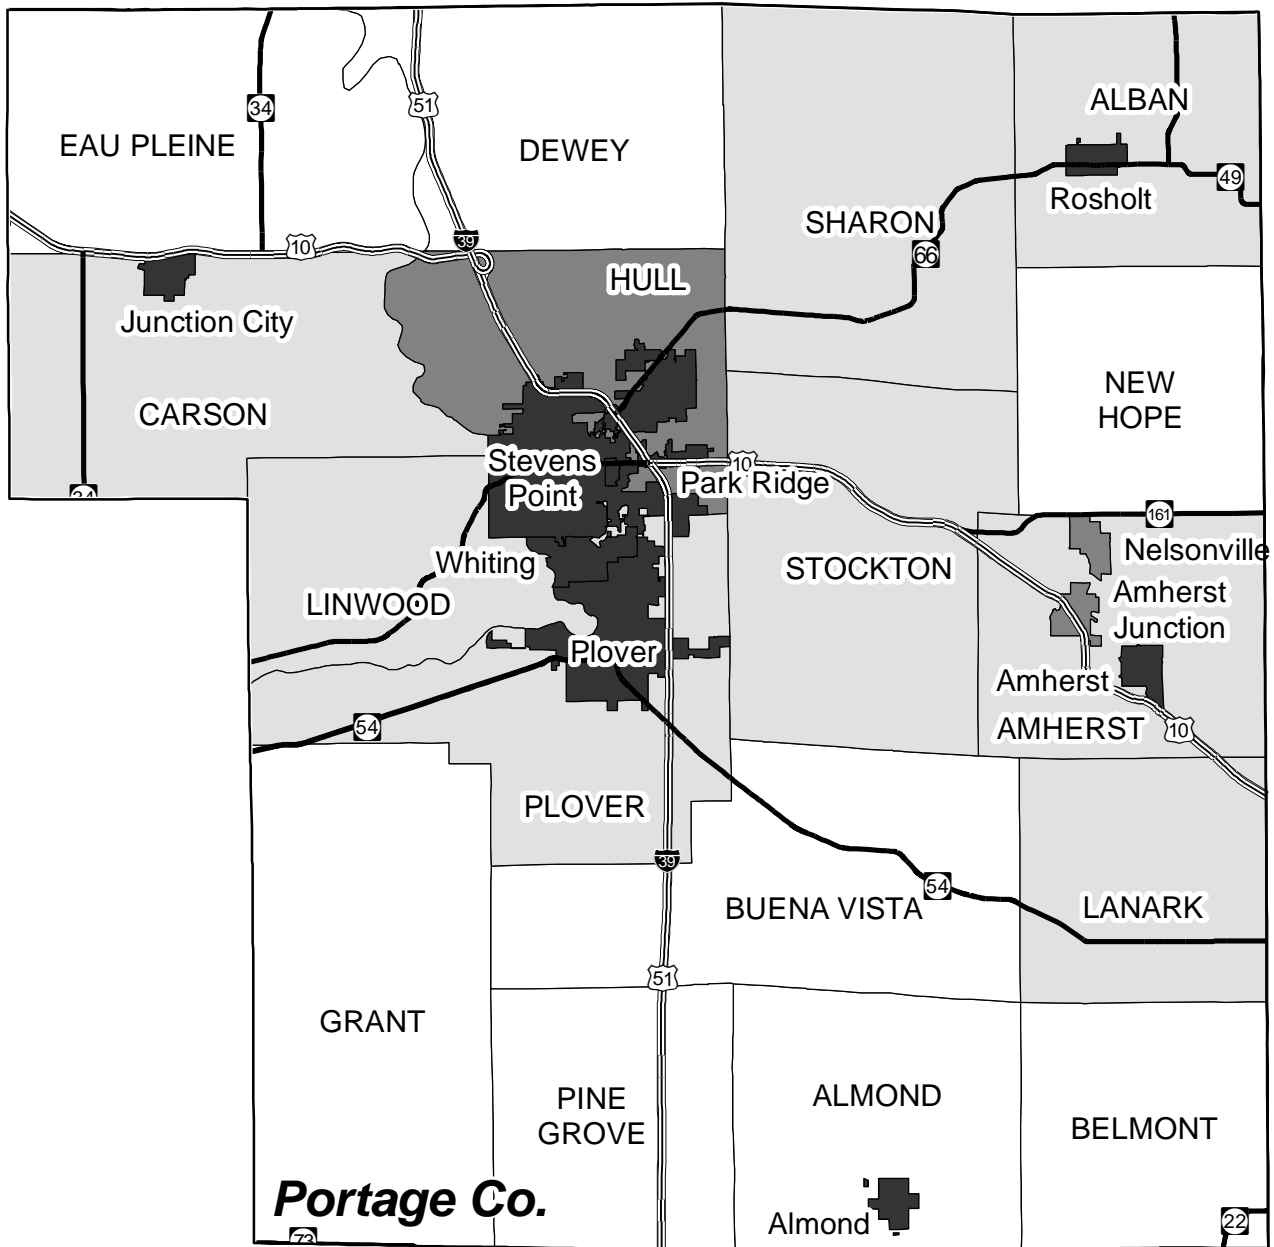 34
51
ALBAN
EAU PLEINE
DEWEY
49
Rosholt
SHARON
10
39
66
HULL
Junction City
NEW
HOPE
CARSON
Stevens
Point
10
Park Ridge
34
161
Nelsonville
Whiting
STOCKTON
Amherst
Junction
LINWOOD
Plover
Amherst
54
AMHERST
10
PLOVER
39
54
BUENA VISTA
LANARK
51
GRANT
PINE
GROVE
ALMOND
BELMONT
Portage Co.
Almond
22
73